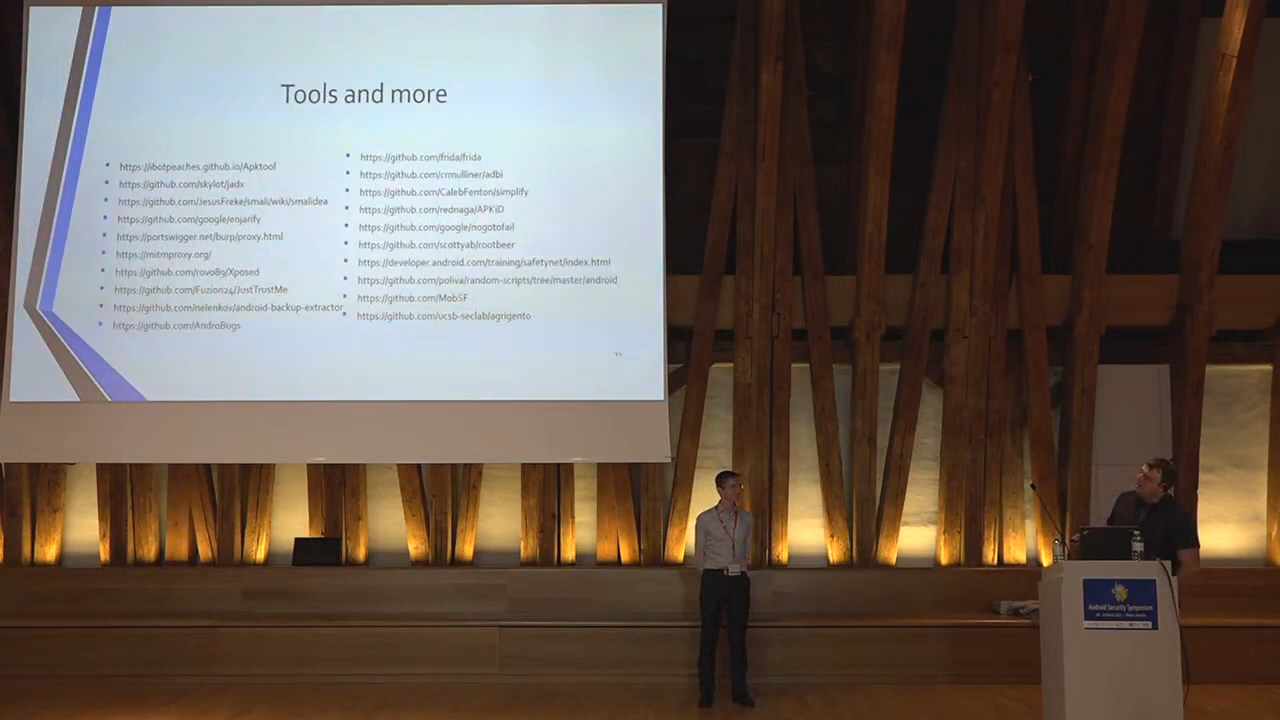 Tools and more
https://ibotpeaches.github.io/Apktool
https://github.com/skylot/jadx
https://github.com/JesusFreke/smali/wiki/smalidea
https://github.com/google/enjarify
https://portswigger.net/burp/proxy.html
https://mitmproxy.org/
https://github.com/rovo89/Xposed
https://github.com/Fuzion24/JustTrustMe
https://github.com/nelenkov/android-backup-extractor
https://github.com/AndroBugs
https://github.com/frida/frida
https://github.com/crmulliner/adbi
https://github.com/CalebFenton/simplify
https://github.com/rednaga/APKiD
https://github.com/google/nogotofail
https://github.com/scottyab/rootbeer
https://developer.android.com/training/safetynet/index.html
https://github.com/poliva/random-scripts/tree/master/android
https://github.com/MobSF
https://github.com/ucsb-seclab/agrigento
Android Security Symposium